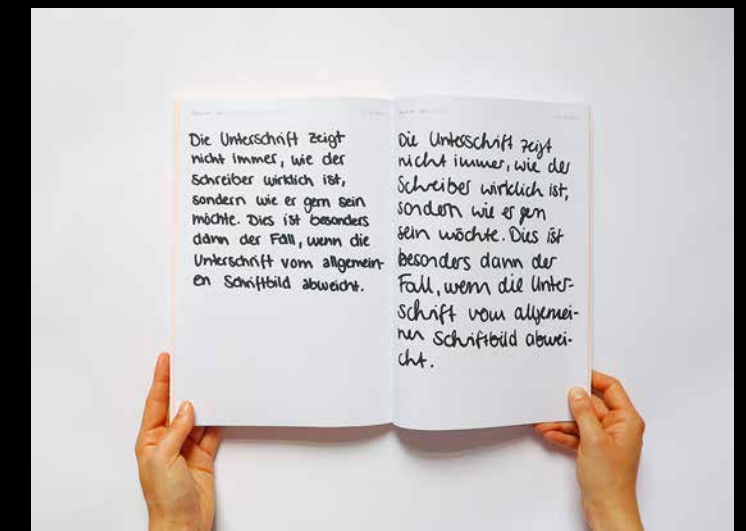 Die Unterschrift zeigt
nicht immer, wie der
Schreiber wirklich ist,
sondern wie er gern sein
möchte. Dies ist besonders
dann der Fall, wenn die
Unterschrift vom allgemein-
en Schriftbild abweicht.
Die Unterschrift zeigt
nicht immer, wie der
Schreiber wirklich ist,
sondern wie er gern
sein möchte. Dies ist
besonders dann der
Fall, wenn die Unter-
schrift vom allgemei-
nen Schriftbild abwei-
cht.